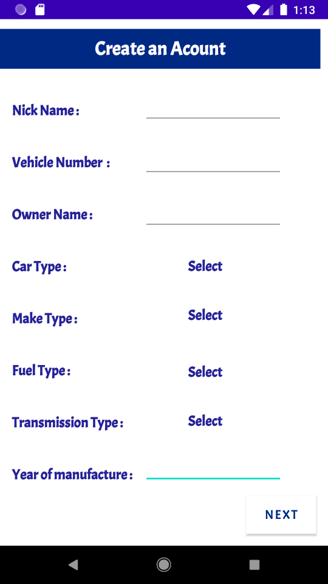 1:13
Create an Acount
Nick Name :
Vehicle Number :
Owner Name :
Car Type : Select
Make Type : Select
Fuel Type : Select
Transmission Type : Select
Year of manufacture :
NEXT